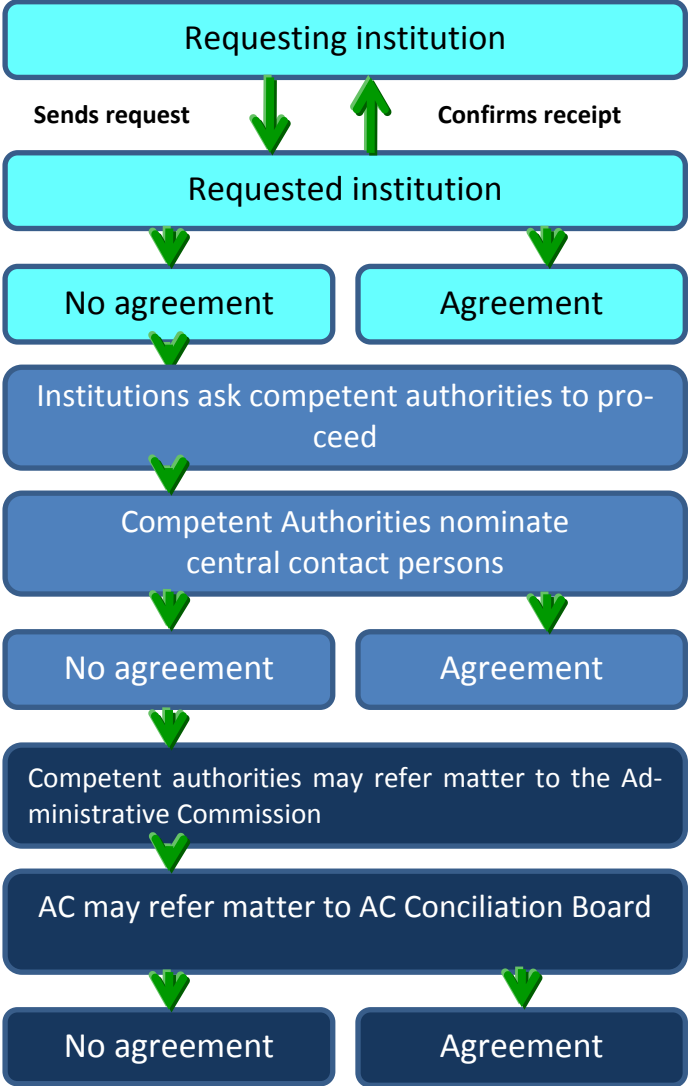 Requesting institution
Sends request
Confirms receipt
Requested institution
No agreement
Agreement
Institutions ask competent authorities to pro-
ceed
Competent Authorities nominate
central contact persons
No agreement
Agreement
Competent authorities may refer matter to the Ad-
ministrative Commission
AC may refer matter to AC Conciliation Board
No agreement
Agreement